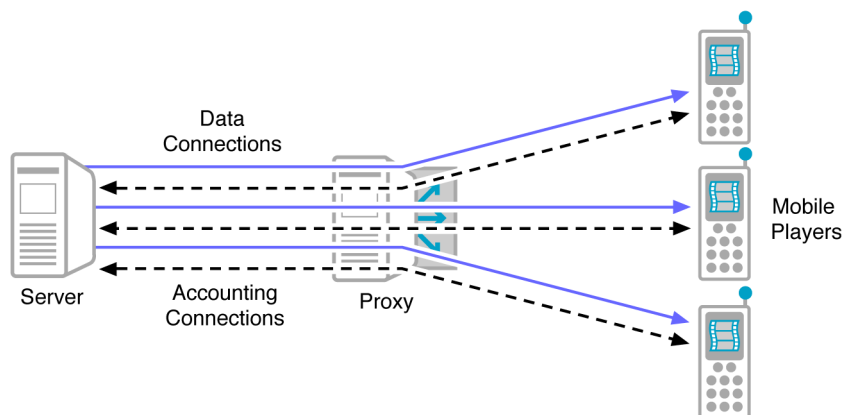 Data
Connections
Mobile
Players
Server
Accounting
Connections
Proxy